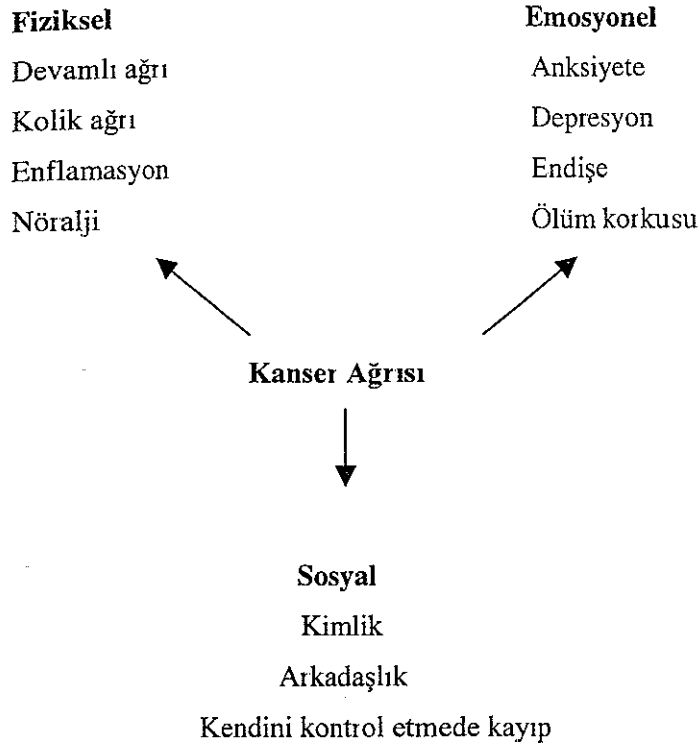 Fiziksel
Devamlı ağrı
Kolik ağrı
Enflamasyon
Nöralji
Emosyonel
Anksiyete
Depresyon
Endişe
Ölüm korkusu
Kanser Ağrısı
Sosyal
Kimlik
Arkadaşlık
Kendini kontrol etmede kayıp